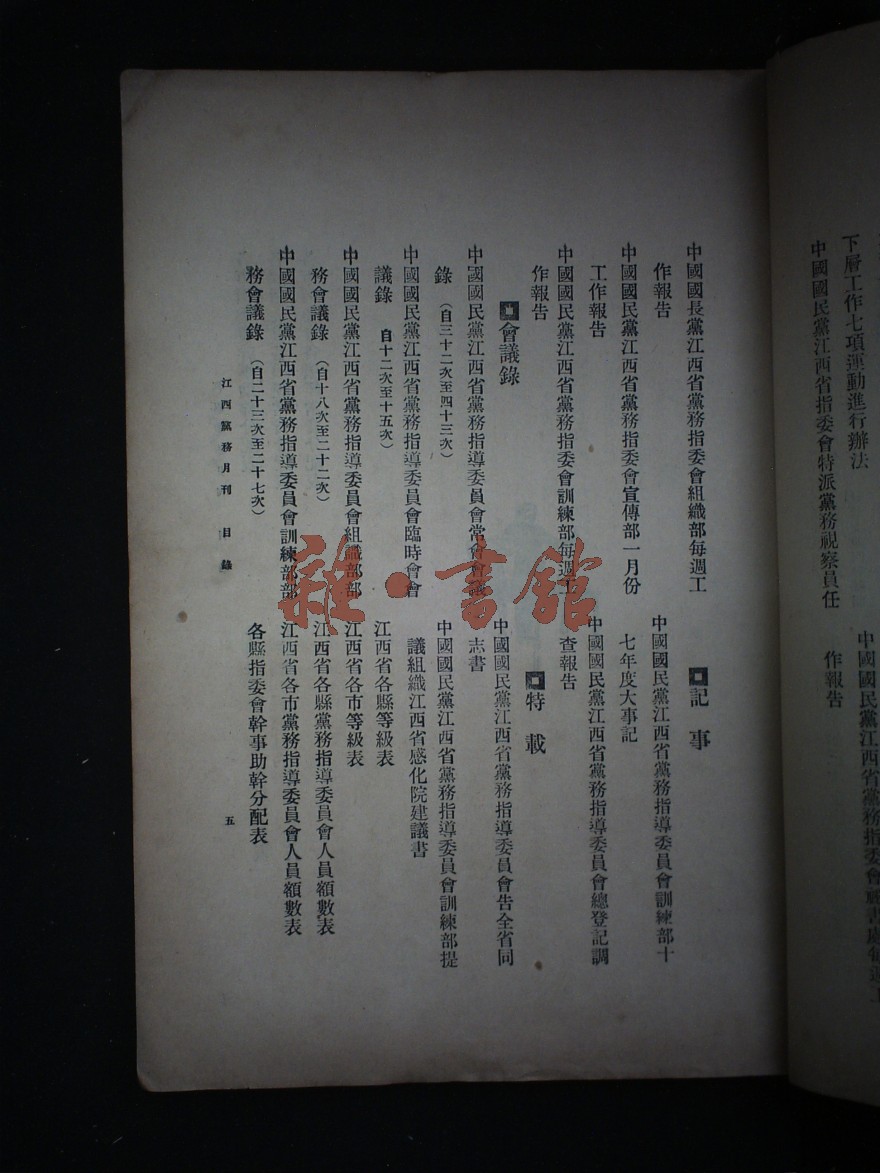 下層工作七項運動進行辦法
中國國民黨江西省指委會特派黨務視察員任
中國國民黨江西省黨務指委會秘書處每週工
作報告
中國國長黨江西省黨務指委會組織部每週工
作報告
中國國民黨江西省黨務指委會宣傳部一月份
工作報告
中國國民黨江西省黨務指委會訓練部每週工
作報告
會議錄
中國國民黨江西省黨務指導委員會常會會議
錄（自三十二次至四十三次）
中國國民黨江西省黨務指導委員會臨時會會
議錄 自十二次至十五次）
中國國民黨江西省黨務指導委員會組織部部
務會議錄（自十八次至二十二次）
中國國民黨江西省黨務指導委員會訓練部部
務會議錄（自二十三次至二十七次）
記事
中國國民黨江西省黨務指導委員會訓練部十
七年度大事記
中國國民黨江西省黨務指導委員會總登記調
查報告
特載
中國國民黨江西省黨務指導委員會告全省同
志書
中國國民黨江西省黨務指導委員會訓練部提
議組織江西省感化院建議書
江西省各縣等級表
江西省各市等級表
江西省各縣黨務指導委員會人員額數表
江西省各市黨務指導委員會人員額數表
各縣指委會幹事助幹分配表
江西黨務月刊 目錄
五
雜·書館